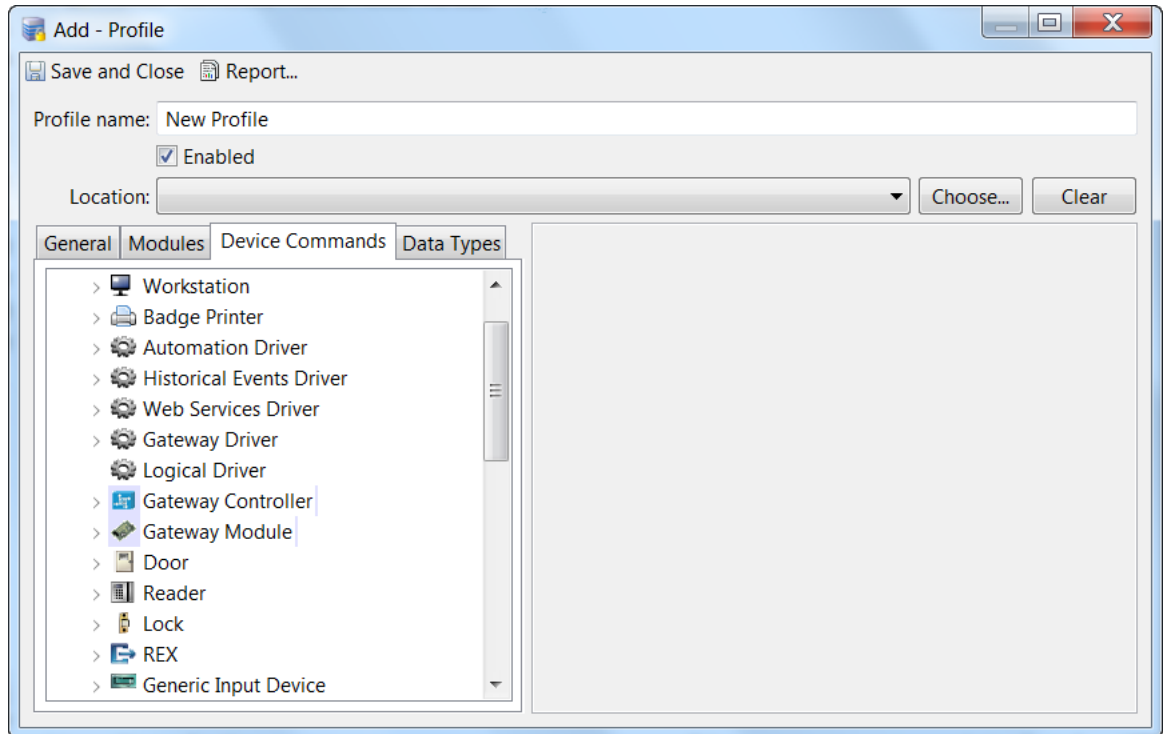 Add - Profile
Save and Close Report...
Profile name: New Profile
Enabled
Location: Choose... Clear
General Modules Device Commands Data Types
Workstation
Badge Printer
Automation Driver
Historical Events Driver
Web Services Driver
Gateway Driver
Logical Driver
Gateway Controller
Gateway Module
Door
Reader
Lock
REX
Generic Input Device